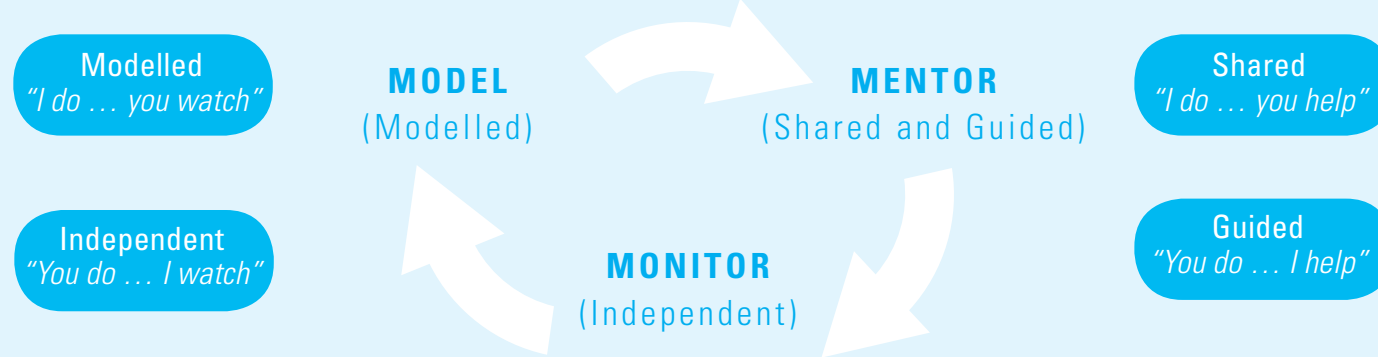 Modelled
“I do … you watch”
MODEL
(Modelled)
MENTOR
(Shared and Guided)
Shared
“I do … you help”
Independent
“You do … I watch”
MONITOR
(Independent)
Guided
“You do … I help”